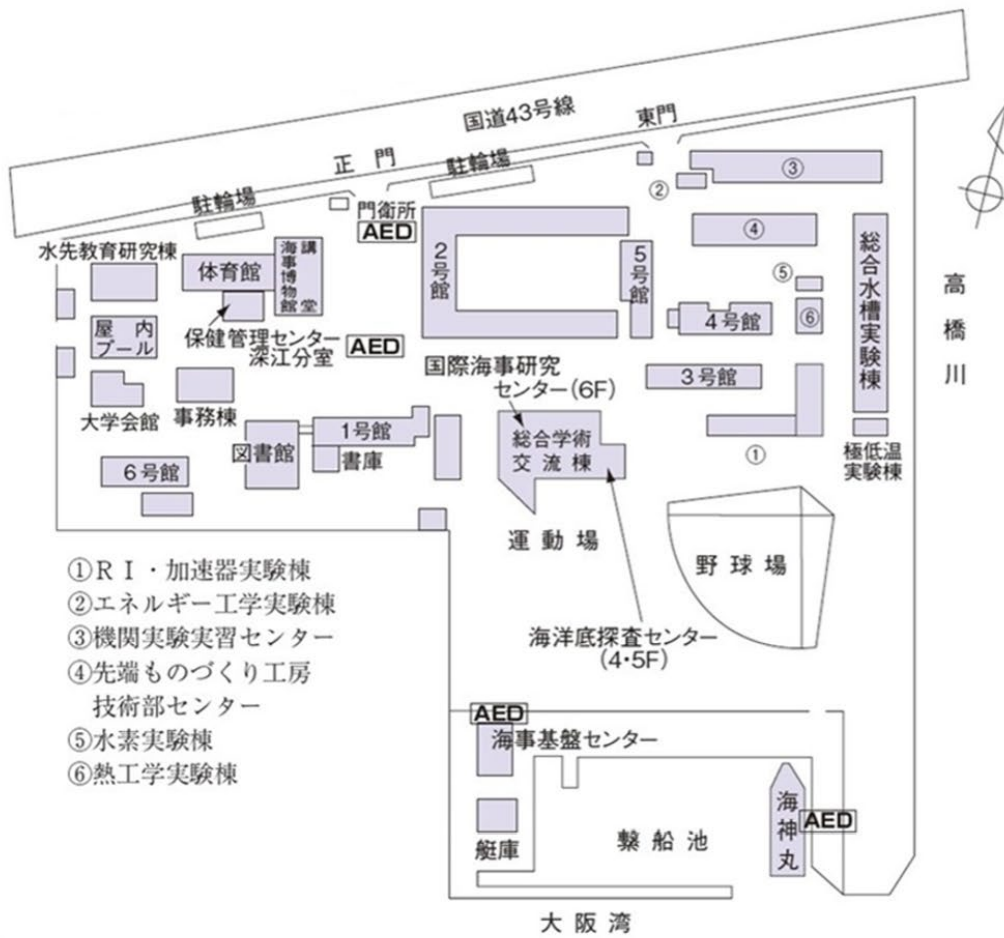 国道43号線
東門
正門
駐輪場
駐輪場
門衛所
AED
②
③
④
⑤
⑥
水先教育研究棟
体育館
講堂
海事博物館
2号館
5号館
総合水槽実験棟
高橋川
屋内
プール
保健管理センター
深江分室
AED
4号館
国際海事研究
センター(6F)
3号館
大学会館
事務棟
1号館
図書館
書庫
総合学術
交流棟
①
極低温
実験棟
6号館
運動場
野球場
①RI・加速器実験棟
②エネルギー工学実験棟
③機関実験実習センター
④先端ものづくり工房
技術部センター
⑤水素実験棟
⑥熱工学実験棟
海洋底探査センター
(4・5F)
AED
海事基盤センター
艇庫
繋船池
海神丸
AED
大阪湾